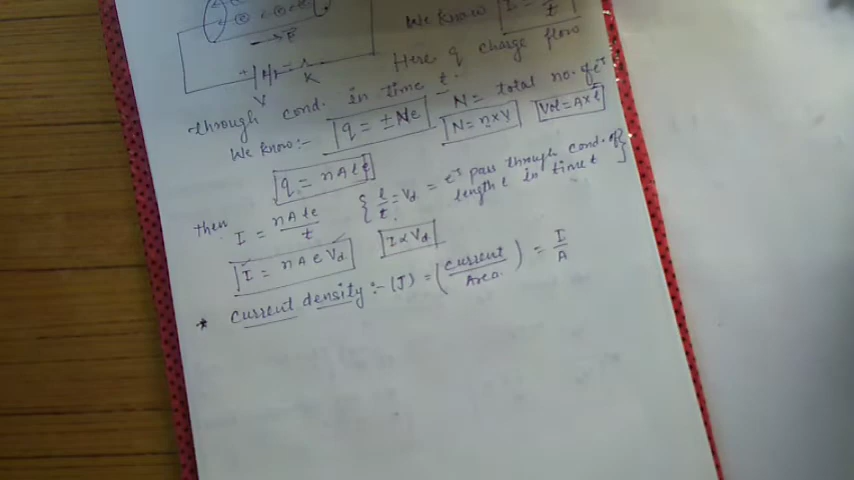 We know I = /t
E
+ - K
V
Here q charge flow
through cond. in time t.
We know:- q = ±Ne N = total no. of e⁻s
N = n×V Vol = A×l
q = nAle
then I = nAle/t { l/t = Vd = e⁻s pass through cond. of length l in time t }
I = nAeVd I ∝ Vd
* Current density:- (J) = (current/Area.) = I/A